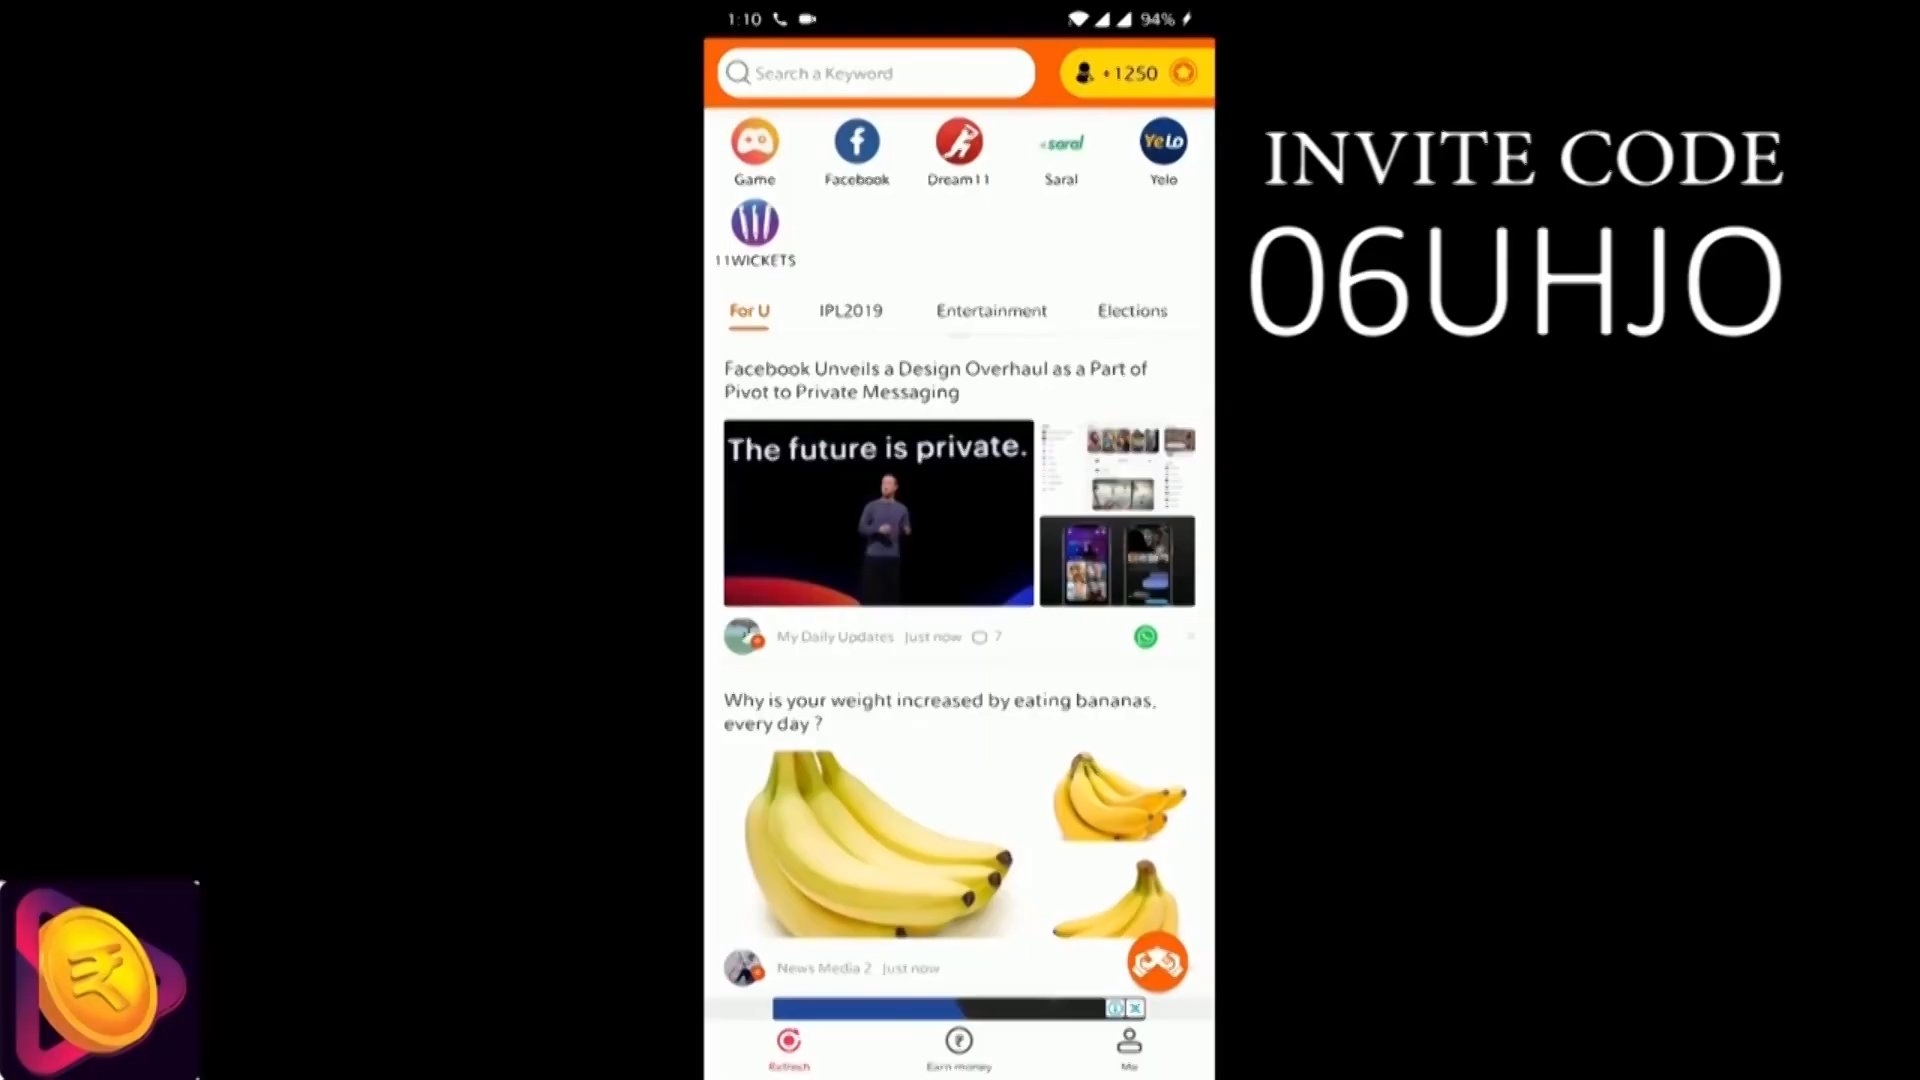 1:10 94%
Search a Keyword
+1250
Game
Facebook
Dream11
Saral
Yelo
saral
YeLo
11WICKETS
For U IPL2019 Entertainment Elections
Facebook Unveils a Design Overhaul as a Part of
Pivot to Private Messaging
The future is private.
My Daily Updates Just now 7
Why is your weight increased by eating bananas,
every day ?
News Media 2 Just now
Refresh
Earn money
Me
INVITE CODE
06UHJO